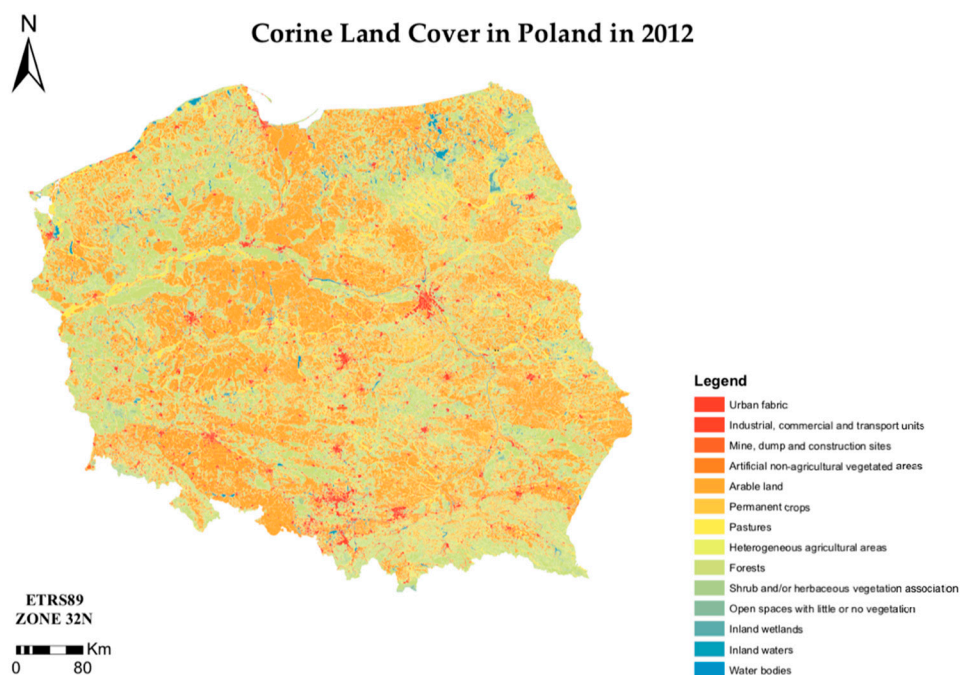 N
Corine Land Cover in Poland in 2012
Legend
Urban fabric
Industrial, commercial and transport units
Mine, dump and construction sites
Artificial non-agricultural vegetated areas
Arable land
Permanent crops
Pastures
Heterogeneous agricultural areas
Forests
Shrub and/or herbaceous vegetation association
Open spaces with little or no vegetation
Inland wetlands
Inland waters
Water bodies
ETRS89
ZONE 32N
Km
0 80